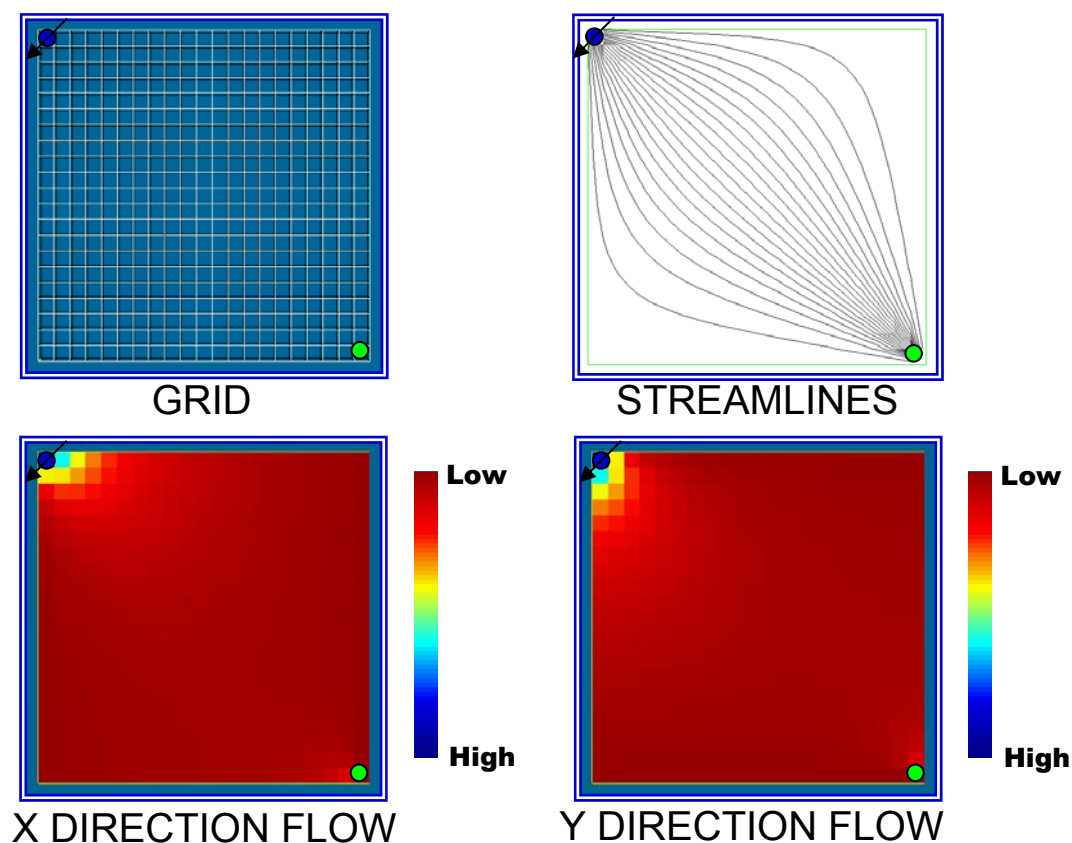 GRID
STREAMLINES
Low
High
X DIRECTION FLOW
Low
High
Y DIRECTION FLOW